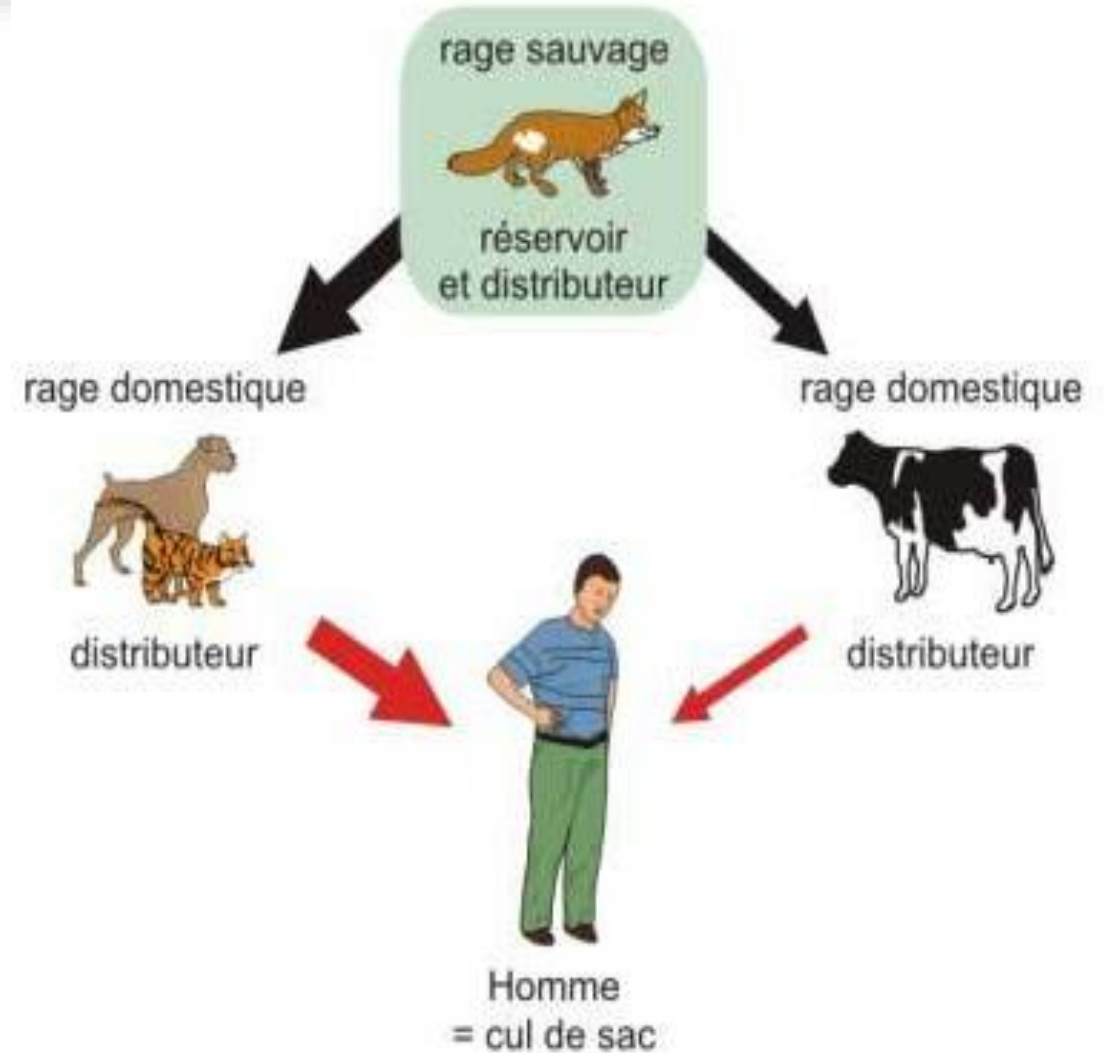 rage sauvage
réservoir
et distributeur
rage domestique
distributeur
rage domestique
distributeur
Homme
= cul de sac